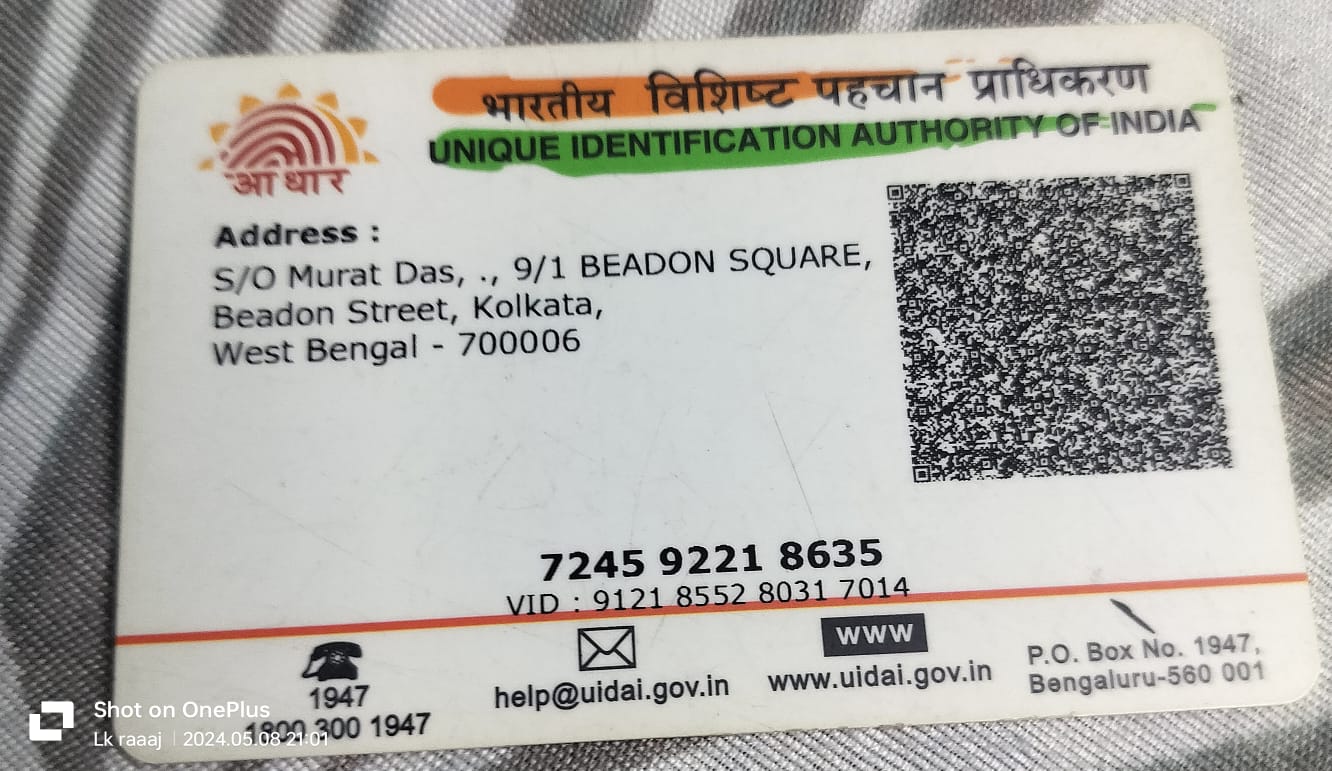 भारतीय विशिष्ट पहचान प्राधिकरण
UNIQUE IDENTIFICATION AUTHORITY OF INDIA
आधार
Address :
S/O Murat Das, ., 9/1 BEADON SQUARE,
Beadon Street, Kolkata,
West Bengal - 700006
7245 9221 8635
VID : 9121 8552 8031 7014
1947
1800 300 1947
help@uidai.gov.in
WWW
www.uidai.gov.in
P.O. Box No. 1947,
Bengaluru-560 001
Shot on OnePlus
Lk raaaj | 2024.05.08 21:01